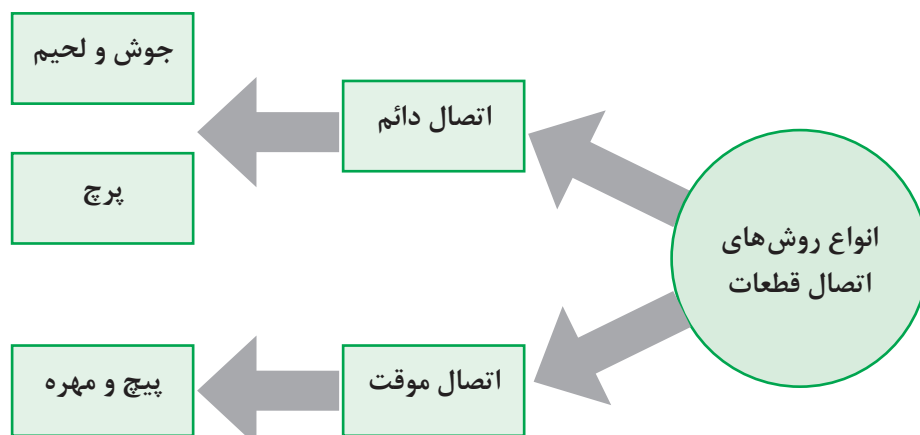 انواع روش‌های
اتصال قطعات
اتصال دائم
جوش و لحیم
پرچ
اتصال موقت
پیچ و مهره